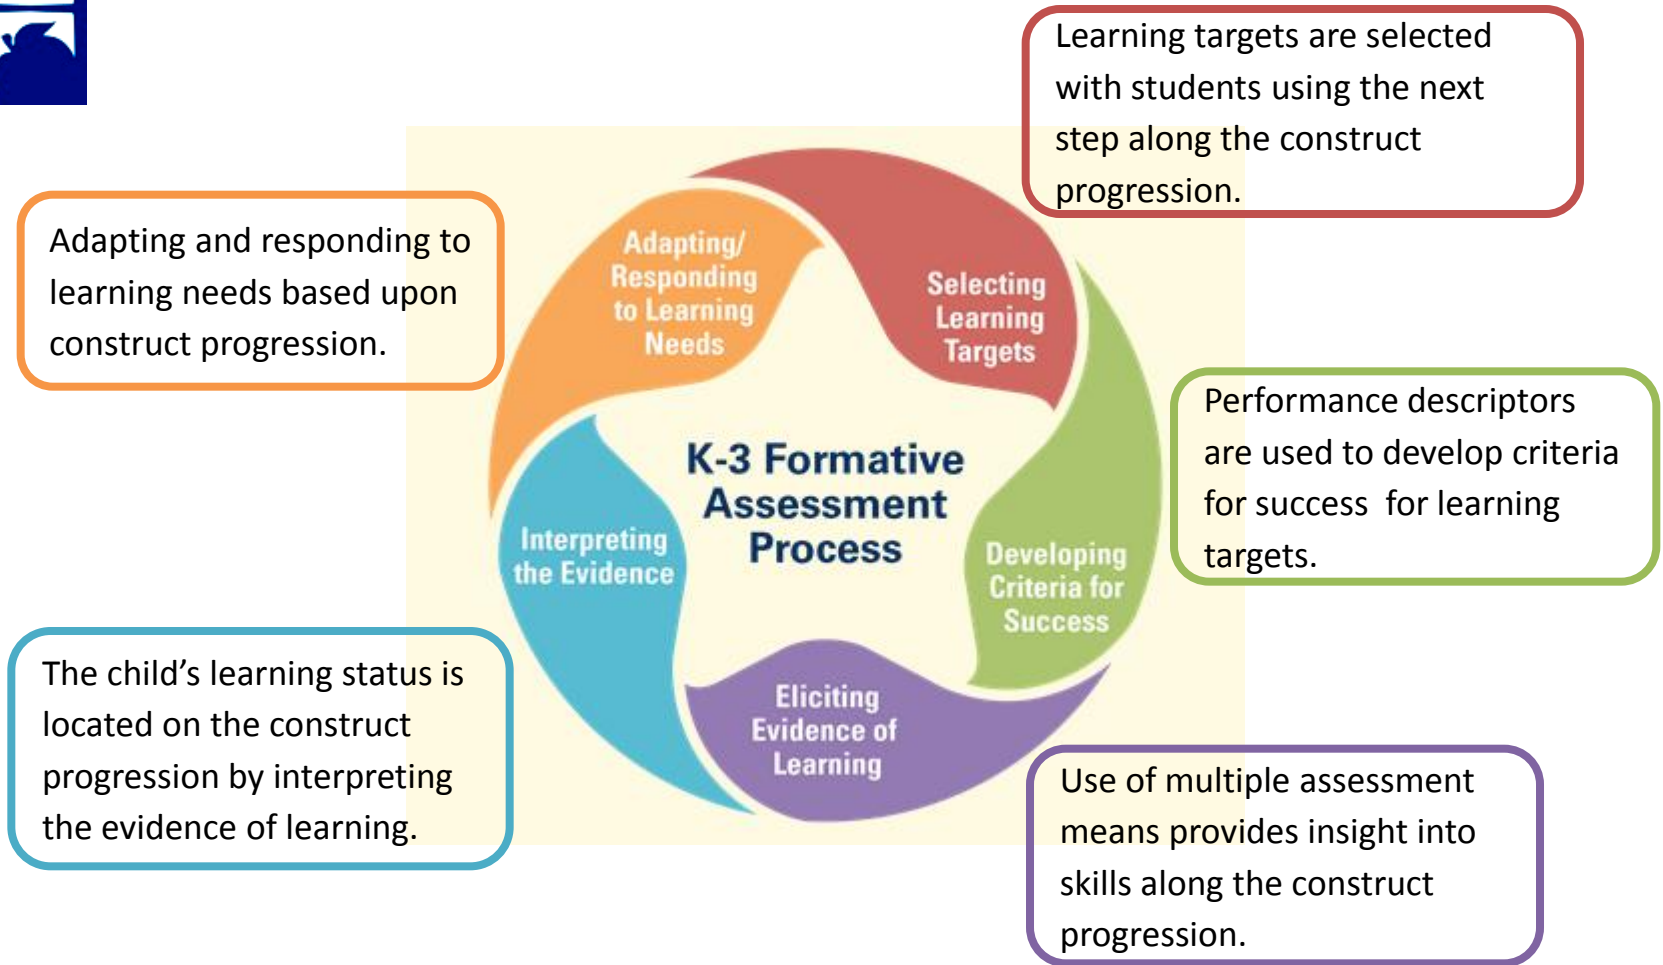 Learning targets are selected
with students using the next
step along the construct
progression.
Adapting and responding to
learning needs based upon
construct progression.
Adapting/
Responding
to Learning
Needs
Selecting
Learning
Targets
Performance descriptors
are used to develop criteria
for success  for learning
targets.
K-3 Formative
Assessment
Process
Interpreting
the Evidence
Developing
Criteria for
Success
The child’s learning status is
located on the construct
progression by interpreting
the evidence of learning.
Eliciting
Evidence of
Learning
Use of multiple assessment
means provides insight into
skills along the construct
progression.